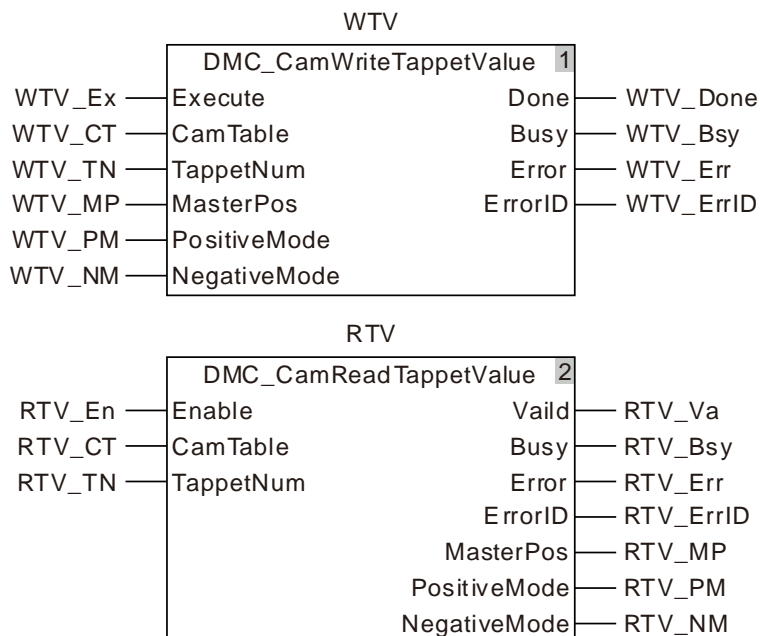 WTV
DMC_CamWriteTappetValue 1
WTV_Ex Execute Done WTV_Done
WTV_CT CamTable Busy WTV_Bsy
WTV_TN TappetNum Error WTV_Err
WTV_MP MasterPos ErrorID WTV_ErrID
WTV_PM PositiveMode
WTV_NM NegativeMode
RTV
DMC_CamReadTappetValue 2
RTV_En Enable Vaild RTV_Va
RTV_CT CamTable Busy RTV_Bsy
RTV_TN TappetNum Error RTV_Err
ErrorID RTV_ErrID
MasterPos RTV_MP
PositiveMode RTV_PM
NegativeMode RTV_NM